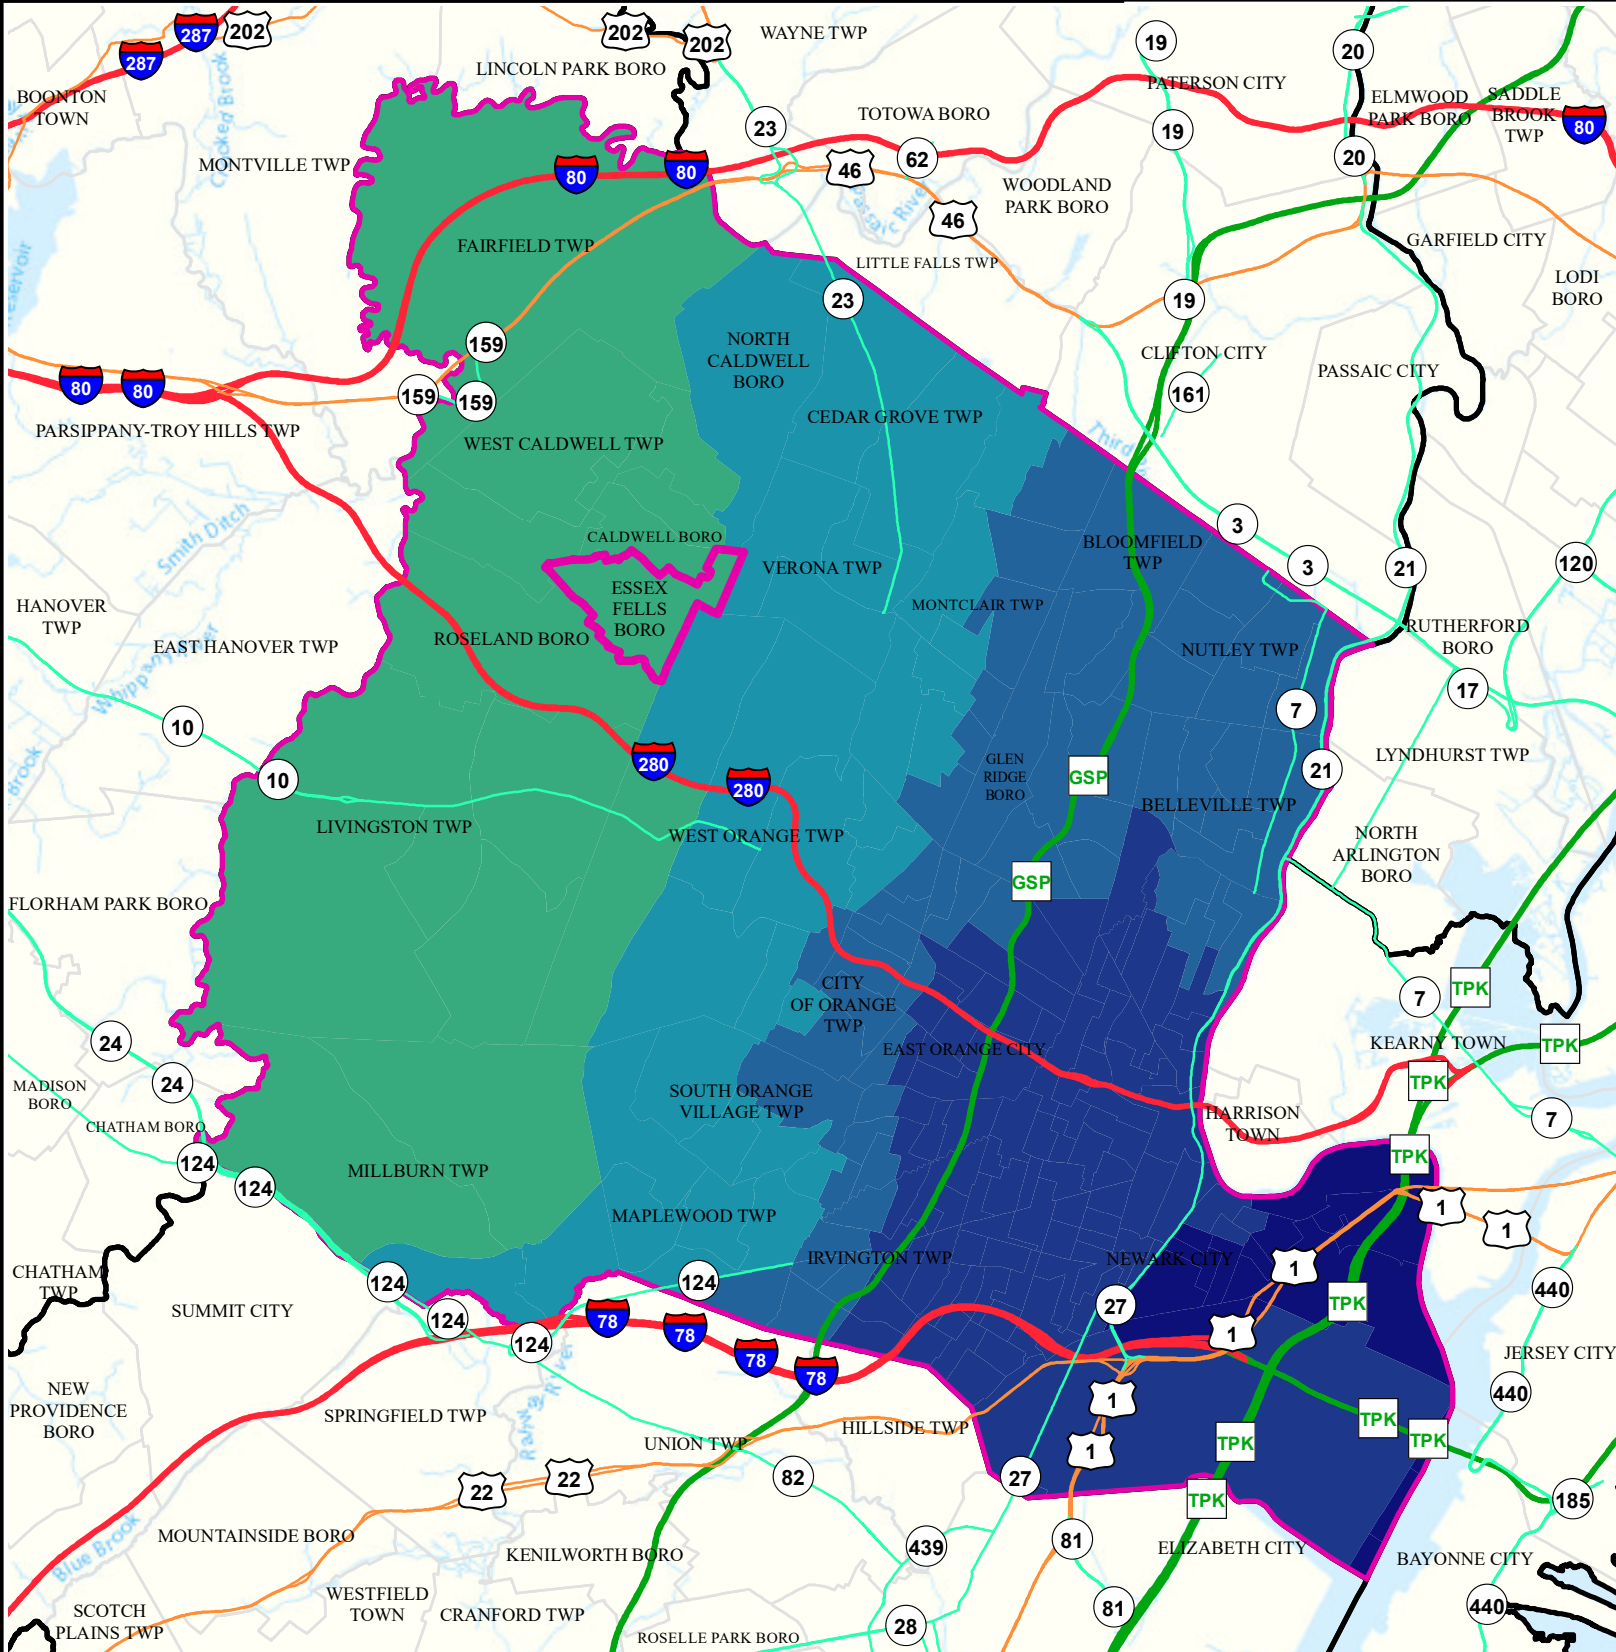 287
202
287
202
202
WAYNE TWP
19
20
LINCOLN PARK BORO
PATERSON CITY
BOONTON
TOWN
ELMWOOD
PARK BORO
SADDLE
BROOK
TWP
80
TOTOWA BORO
23
19
62
20
MONTVILLE TWP
80
80
46
46
WOODLAND
PARK BORO
Passaic River
Crooked Brook
FAIRFIELD TWP
GARFIELD CITY
LITTLE FALLS TWP
LODI
BORO
23
19
NORTH
CALDWELL
BORO
159
CLIFTON CITY
PASSAIC CITY
80
80
159
159
161
CEDAR GROVE TWP
PARSIPPANY-TROY HILLS TWP
WEST CALDWELL TWP
Smith Ditch
3
CALDWELL BORO
BLOOMFIELD
TWP
3
21
120
VERONA TWP
ESSEX
FELLS
BORO
HANOVER
TWP
MONTCLAIR TWP
RUTHERFORD
BORO
EAST HANOVER TWP
ROSELAND BORO
NUTLEY TWP
17
10
7
280
280
GLEN
RIDGE
BORO
GSP
21
LYNDHURST TWP
10
BELLEVILLE TWP
LIVINGSTON TWP
WEST ORANGE TWP
NORTH
ARLINGTON
BORO
GSP
FLORHAM PARK BORO
CITY
OF ORANGE
TWP
TPK
7
24
EAST ORANGE CITY
KEARNY TOWN
TPK
24
MADISON
BORO
SOUTH ORANGE
VILLAGE TWP
TPK
HARRISON
TOWN
7
CHATHAM BORO
124
MILLBURN TWP
TPK
124
MAPLEWOOD TWP
1
1
IRVINGTON TWP
NEWARK CITY
1
CHATHAM
TWP
124
124
440
SUMMIT CITY
27
TPK
124
78
78
1
124
78
JERSEY CITY
78
NEW
PROVIDENCE
BORO
1
440
SPRINGFIELD TWP
HILLSIDE TWP
TPK
UNION TWP
1
TPK
TPK
22
22
82
27
TPK
185
MOUNTAINSIDE BORO
439
81
KENILWORTH BORO
ELIZABETH CITY
BAYONNE CITY
Blue Brook
WESTFIELD
TOWN
SCOTCH
PLAINS TWP
CRANFORD TWP
81
440
28
ROSELLE PARK BORO